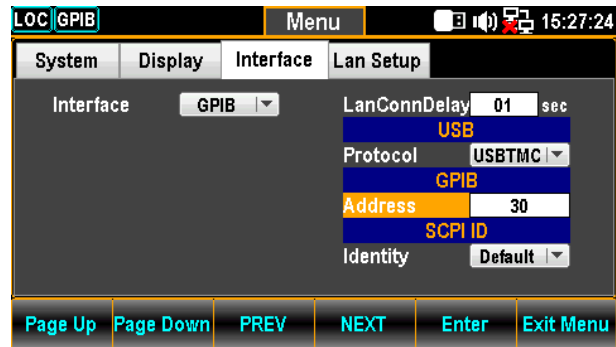 LOC GPIB Menu 15:27:24
System Display Interface Lan Setup
Interface GPIB LanConnDelay 01 sec
USB
Protocol USBTMC
GPIB
Address 30
SCPI ID
Identity Default
Page Up Page Down PREV NEXT Enter Exit Menu